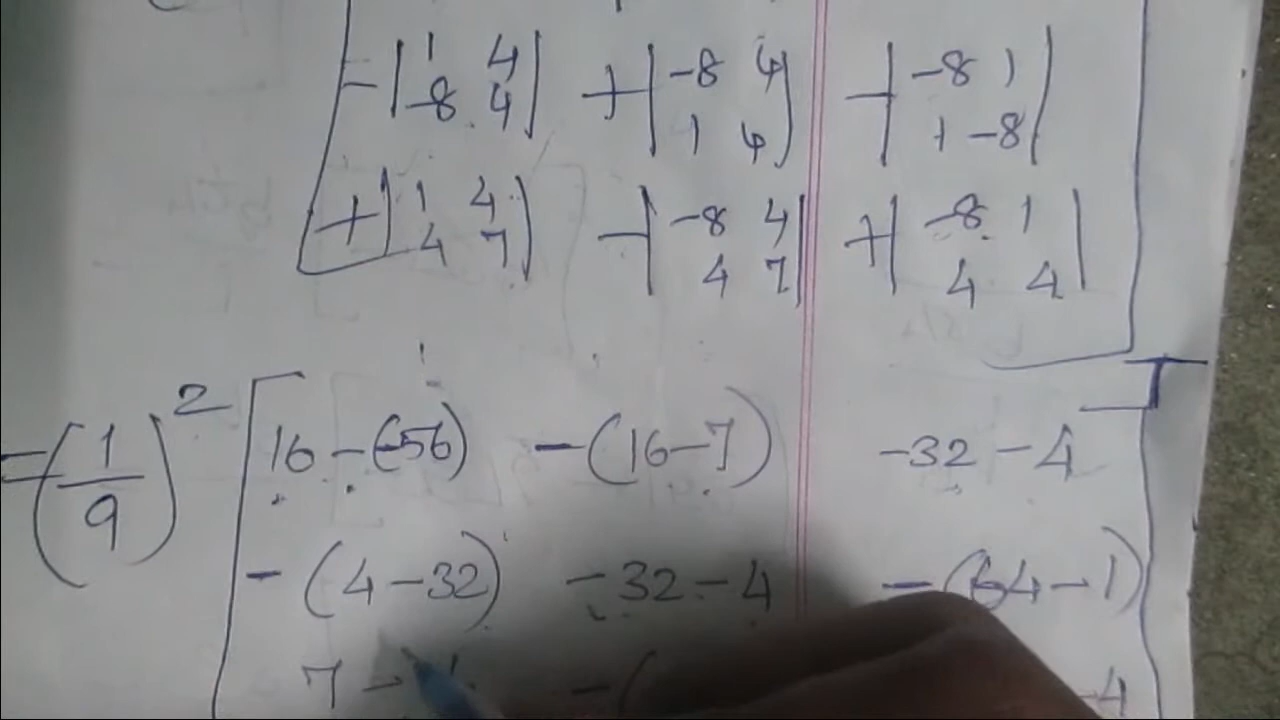 -| 1 4 | +| -8 4 | -| -8 1 |
| -8 4 | | 1 4 | | 1 -8 |
+| 1 4 | -| -8 4 | +| -8 1 |
| 4 7 | | 4 7 | | 4 4 |
=(1/9)² [ 16-(-56) -(16-7) -32-4 ]ᵀ
-(4-32) -32-4 -(64-1)
7- -( -4